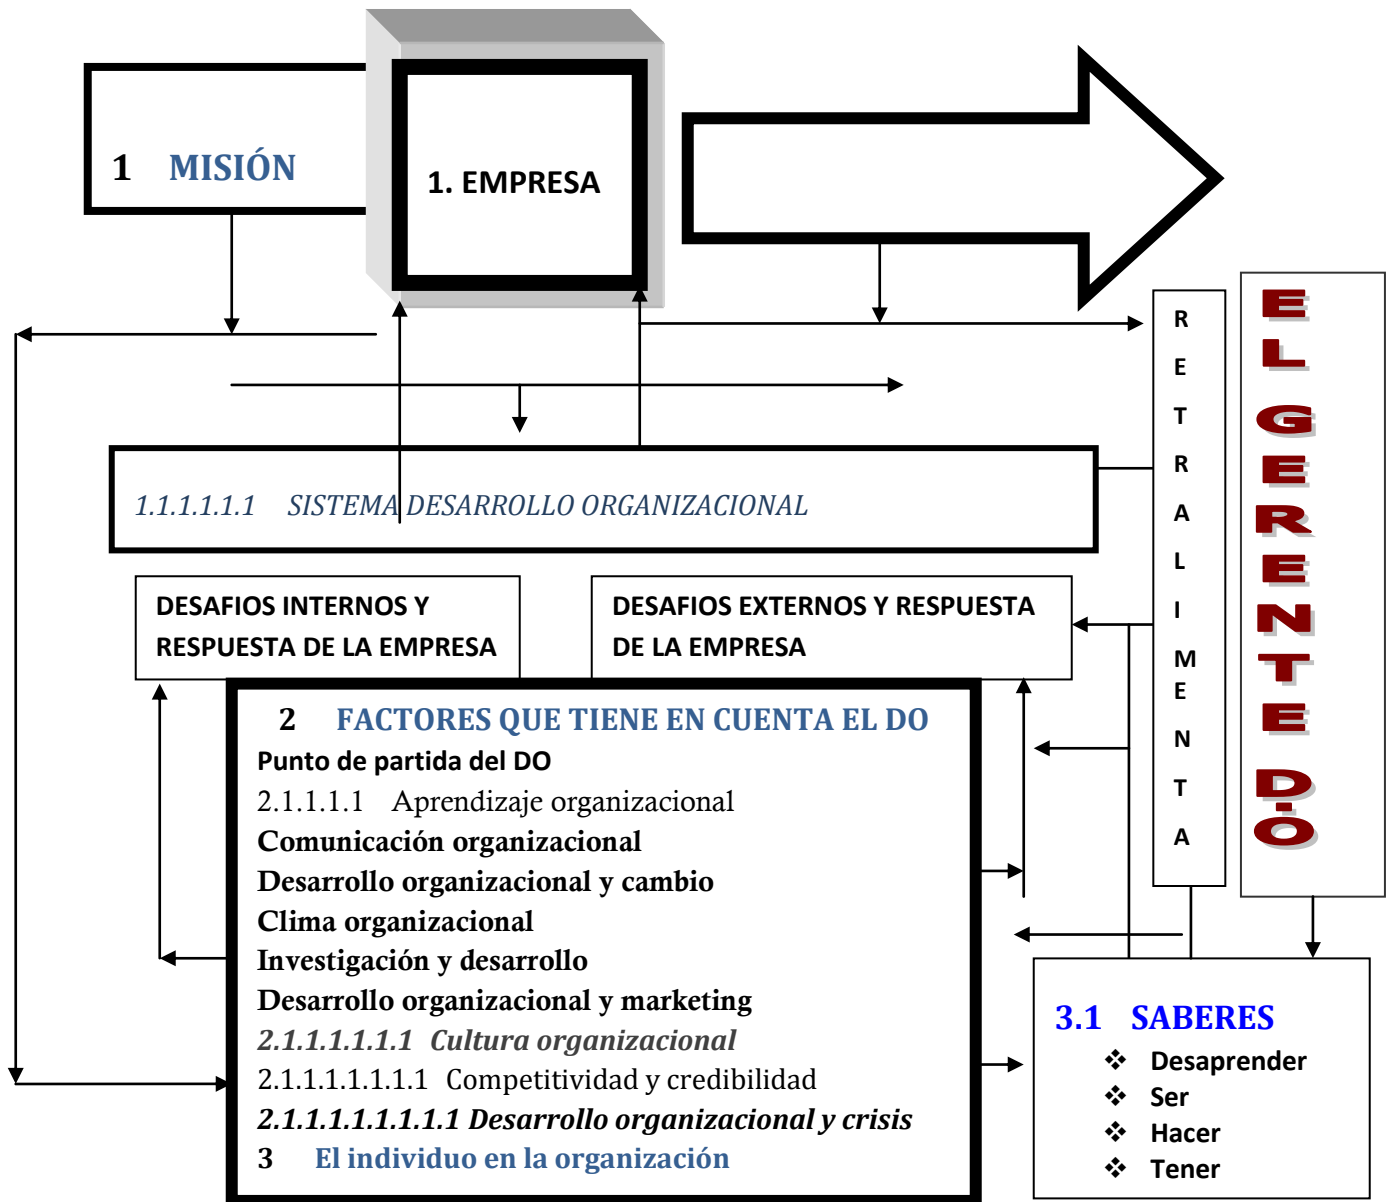 1 MISIÓN
1. EMPRESA
1.1.1.1.1.1 SISTEMA DESARROLLO ORGANIZACIONAL
DESAFIOS INTERNOS Y
RESPUESTA DE LA EMPRESA
DESAFIOS EXTERNOS Y RESPUESTA
DE LA EMPRESA
2 FACTORES QUE TIENE EN CUENTA EL DO
Punto de partida del DO
2.1.1.1.1 Aprendizaje organizacional
Comunicación organizacional
Desarrollo organizacional y cambio
Clima organizacional
Investigación y desarrollo
Desarrollo organizacional y marketing
2.1.1.1.1.1.1 Cultura organizacional
2.1.1.1.1.1.1.1 Competitividad y credibilidad
2.1.1.1.1.1.1.1.1 Desarrollo organizacional y crisis
3 El individuo en la organización
RETRALIMENTA
EL GERENTE D.O
3.1 SABERES
❖ Desaprender
❖ Ser
❖ Hacer
❖ Tener